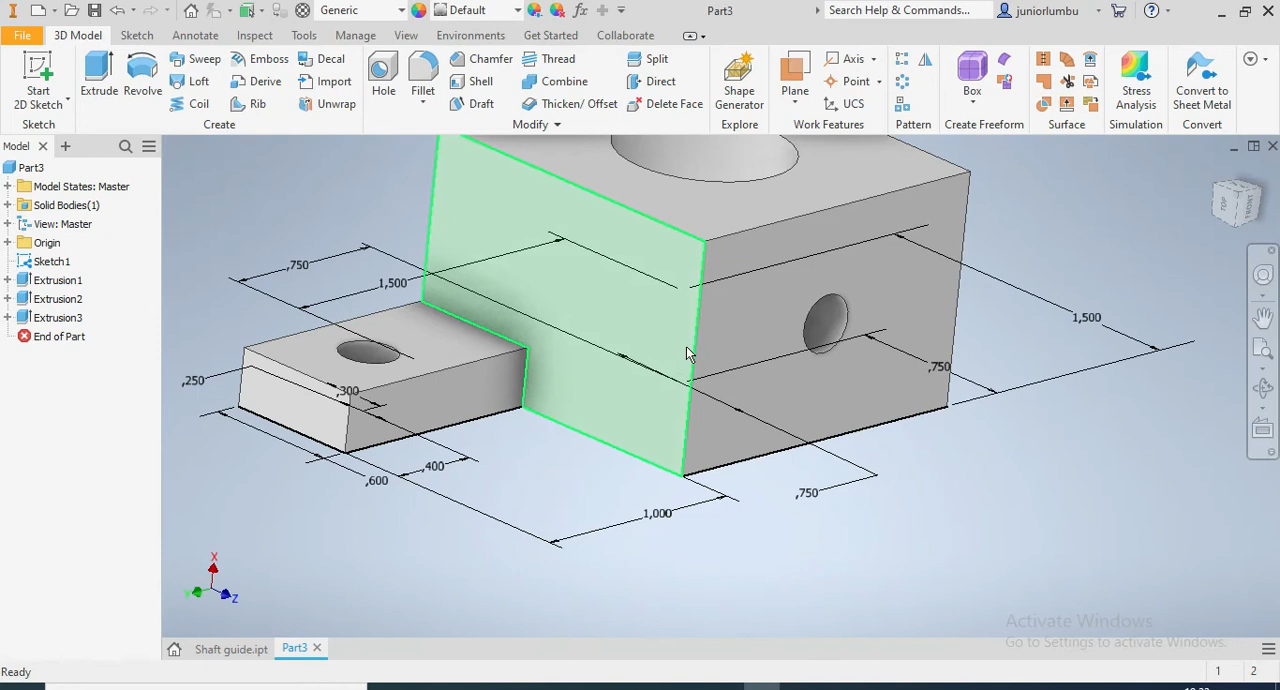 Generic
Default
fx
Part3
Search Help & Commands...
juniorlumbu
File
3D Model
Sketch
Annotate
Inspect
Tools
Manage
View
Environments
Get Started
Collaborate
Start
2D Sketch
Extrude
Revolve
Sweep
Emboss
Decal
Loft
Derive
Import
Coil
Rib
Unwrap
Hole
Fillet
Chamfer
Thread
Split
Shell
Combine
Direct
Draft
Thicken/ Offset
Delete Face
Shape
Generator
Plane
Axis
Point
UCS
Box
Stress
Analysis
Convert to
Sheet Metal
Sketch
Create
Modify
Explore
Work Features
Pattern
Create Freeform
Surface
Simulation
Convert
Model
Part3
Model States: Master
Solid Bodies(1)
View: Master
Origin
Sketch1
Extrusion1
Extrusion2
Extrusion3
End of Part
TOP
FRONT
,750
1,500
1,500
,750
,250
,300
,400
,600
,750
1,000
X
Z
Activate Windows
Go to Settings to activate Windows.
Shaft guide.ipt
Part3
Ready
1
2